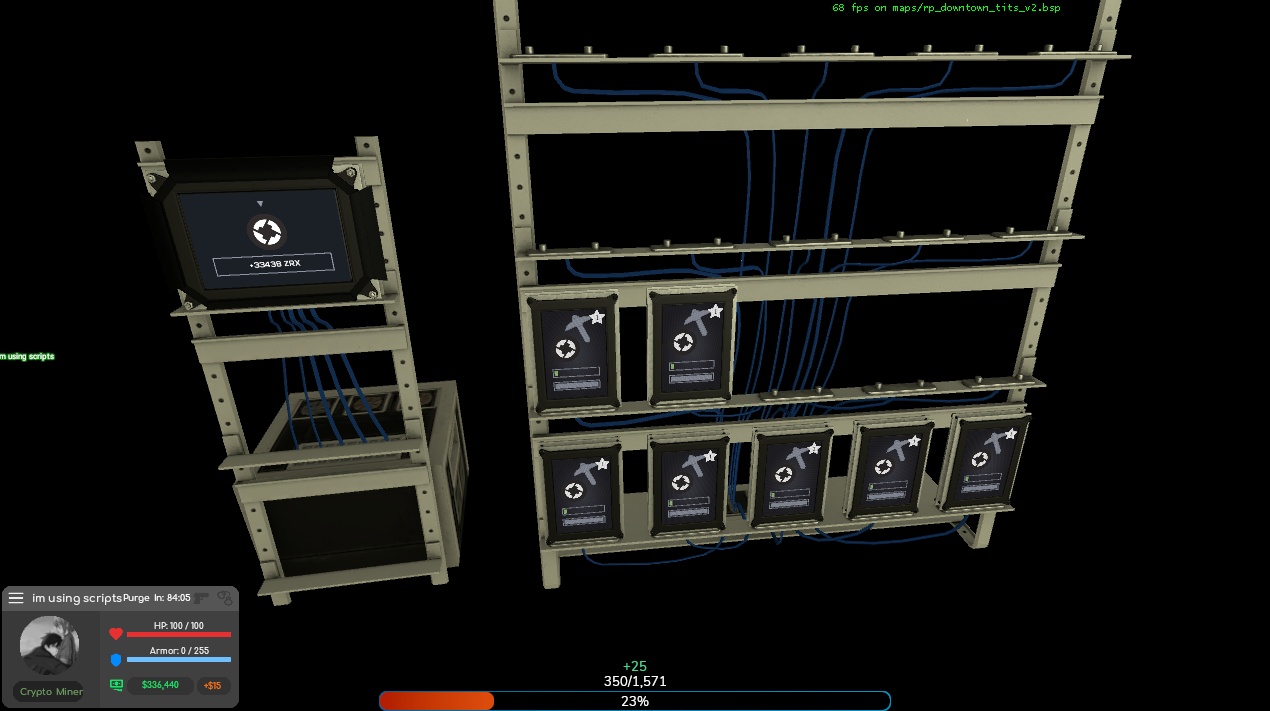 68 fps on maps/rp_downtown_tits_v2.bsp
+33438 ZRX
m using scripts
im using scripts Purge In: 84:05
HP: 100 / 100
Armor: 0 / 255
Crypto Miner
$336,440
+$15
+25
350/1,571
23%